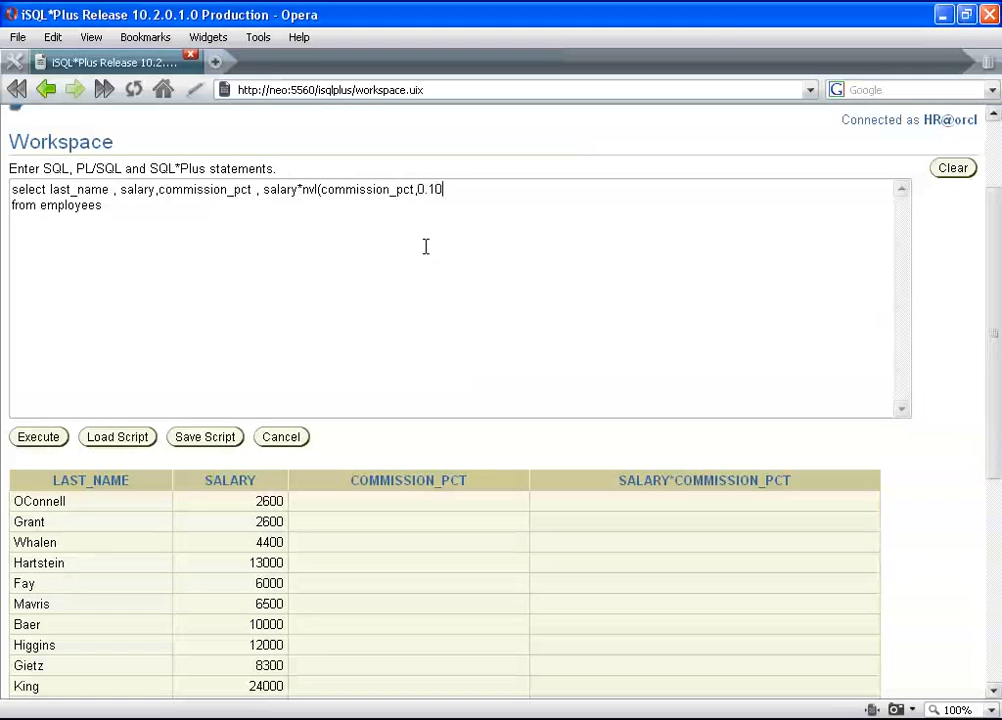 iSQL*Plus Release 10.2.0.1.0 Production - Opera
File Edit View Bookmarks Widgets Tools Help
iSQL*Plus Release 10.2....
http://neo:5560/isqlplus/workspace.uix
Google
Connected as HR@orcl
Workspace
Enter SQL, PL/SQL and SQL*Plus statements.
Clear
select last_name , salary,commission_pct , salary*nvl(commission_pct,0.10
from employees
Execute Load Script Save Script Cancel
LAST_NAME SALARY COMMISSION_PCT SALARY*COMMISSION_PCT
OConnell 2600
Grant 2600
Whalen 4400
Hartstein 13000
Fay 6000
Mavris 6500
Baer 10000
Higgins 12000
Gietz 8300
King 24000
100%